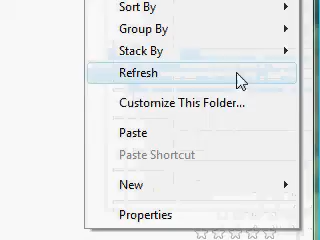 Sort By
Group By
Stack By
Refresh
Customize This Folder...
Paste
Paste Shortcut
New
Properties